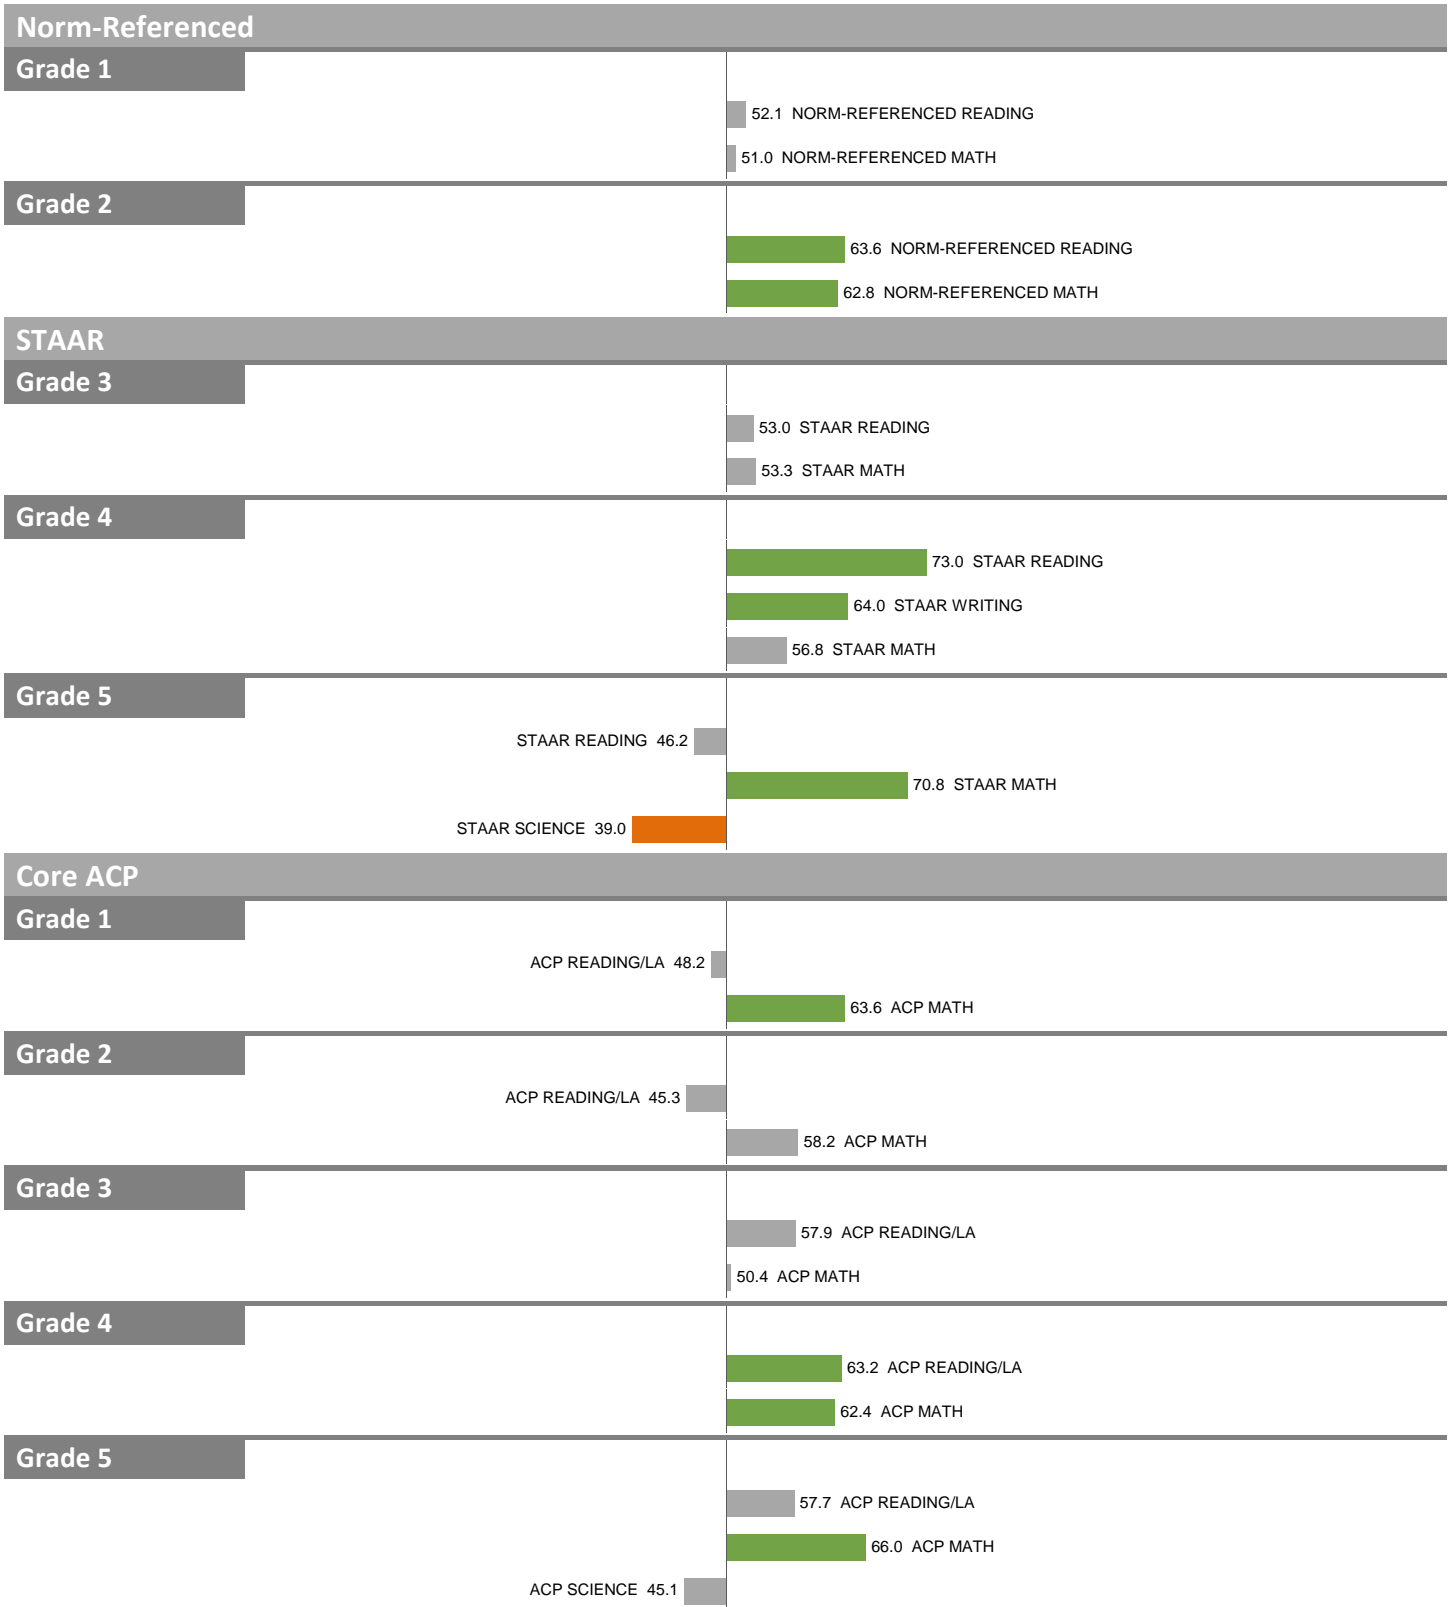 Norm-Referenced
Grade 1
52.1 NORM-REFERENCED READING
51.0 NORM-REFERENCED MATH
Grade 2
63.6 NORM-REFERENCED READING
62.8 NORM-REFERENCED MATH
STAAR
Grade 3
53.0 STAAR READING
53.3 STAAR MATH
Grade 4
73.0 STAAR READING
64.0 STAAR WRITING
56.8 STAAR MATH
Grade 5
STAAR READING 46.2
70.8 STAAR MATH
STAAR SCIENCE 39.0
Core ACP
Grade 1
ACP READING/LA 48.2
63.6 ACP MATH
Grade 2
ACP READING/LA 45.3
58.2 ACP MATH
Grade 3
57.9 ACP READING/LA
50.4 ACP MATH
Grade 4
63.2 ACP READING/LA
62.4 ACP MATH
Grade 5
57.7 ACP READING/LA
66.0 ACP MATH
ACP SCIENCE 45.1